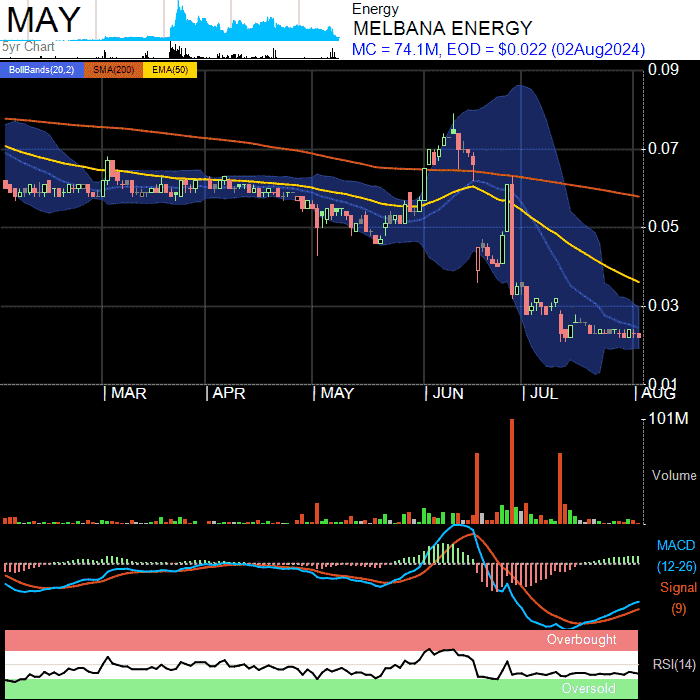 MAY
5yr Chart
Energy
MELBANA ENERGY
MC = 74.1M, EOD = $0.022 (02Aug2024)
BollBands(20,2) SMA(200) EMA(50)
0.09
0.07
0.05
0.03
0.01
MAR APR MAY JUN JUL AUG
101M
Volume
MACD
(12-26)
Signal
(9)
Overbought
RSI(14)
Oversold